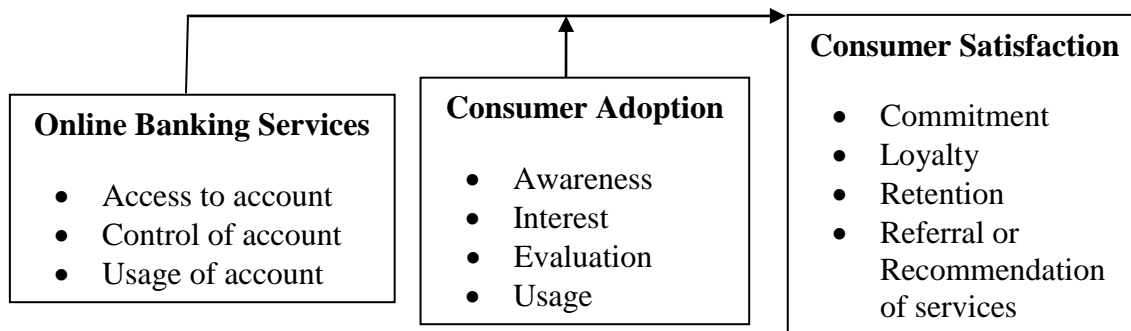 Online Banking Services
• Access to account
• Control of account
• Usage of account
Consumer Adoption
• Awareness
• Interest
• Evaluation
• Usage
Consumer Satisfaction
• Commitment
• Loyalty
• Retention
• Referral or
Recommendation
of services